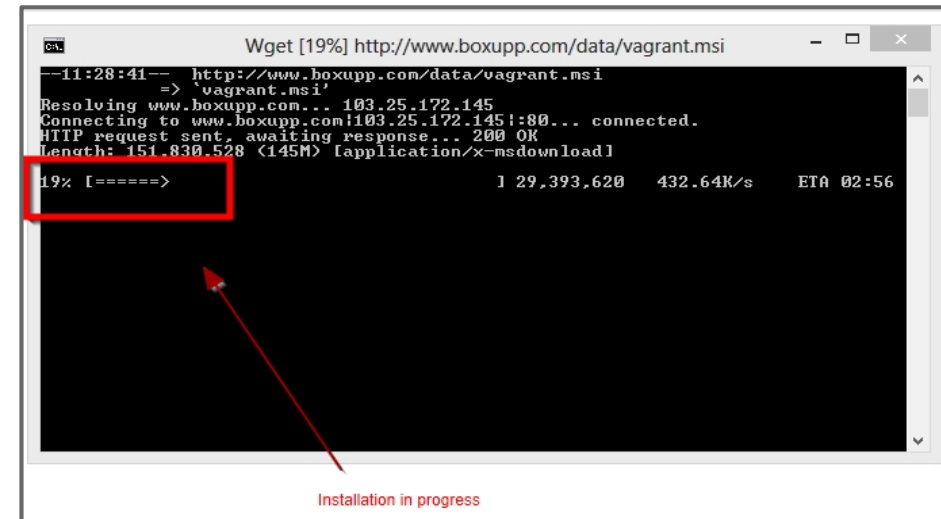 C:\. Wget [19%] http://www.boxupp.com/data/vagrant.msi
--11:28:41--  http://www.boxupp.com/data/vagrant.msi
=> `vagrant.msi'
Resolving www.boxupp.com... 103.25.172.145
Connecting to www.boxupp.com|103.25.172.145|:80... connected.
HTTP request sent, awaiting response... 200 OK
Length: 151,830,528 (145M) [application/x-msdownload]
19% [======>                ] 29,393,620   432.64K/s   ETA 02:56
Installation in progress